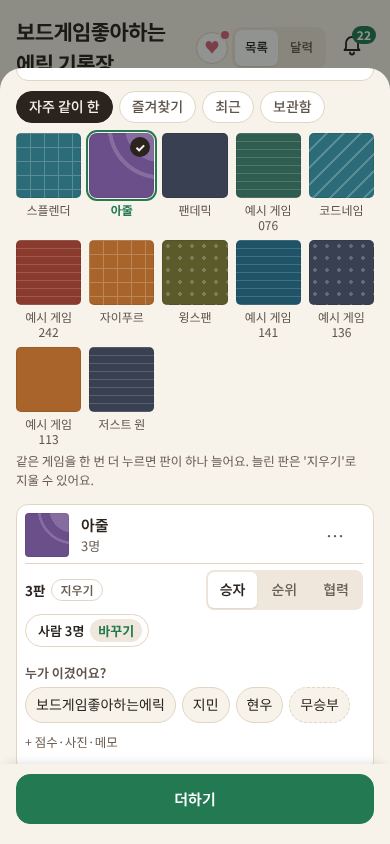 보드게임좋아하는
에릭 기록장
목록
달력
22
자주 같이 한
즐겨찾기
최근
보관함
스플렌더
아줄
팬데믹
예시 게임
076
코드네임
예시 게임
242
자이푸르
윙스팬
예시 게임
141
예시 게임
136
예시 게임
113
저스트 원
같은 게임을 한 번 더 누르면 판이 하나 늘어요. 늘린 판은 '지우기'로
지울 수 있어요.
아줄
3명
...
3판
지우기
승자
순위
협력
사람 3명
바꾸기
누가 이겼어요?
보드게임좋아하는에릭
지민
현우
무승부
+ 점수·사진·메모
더하기